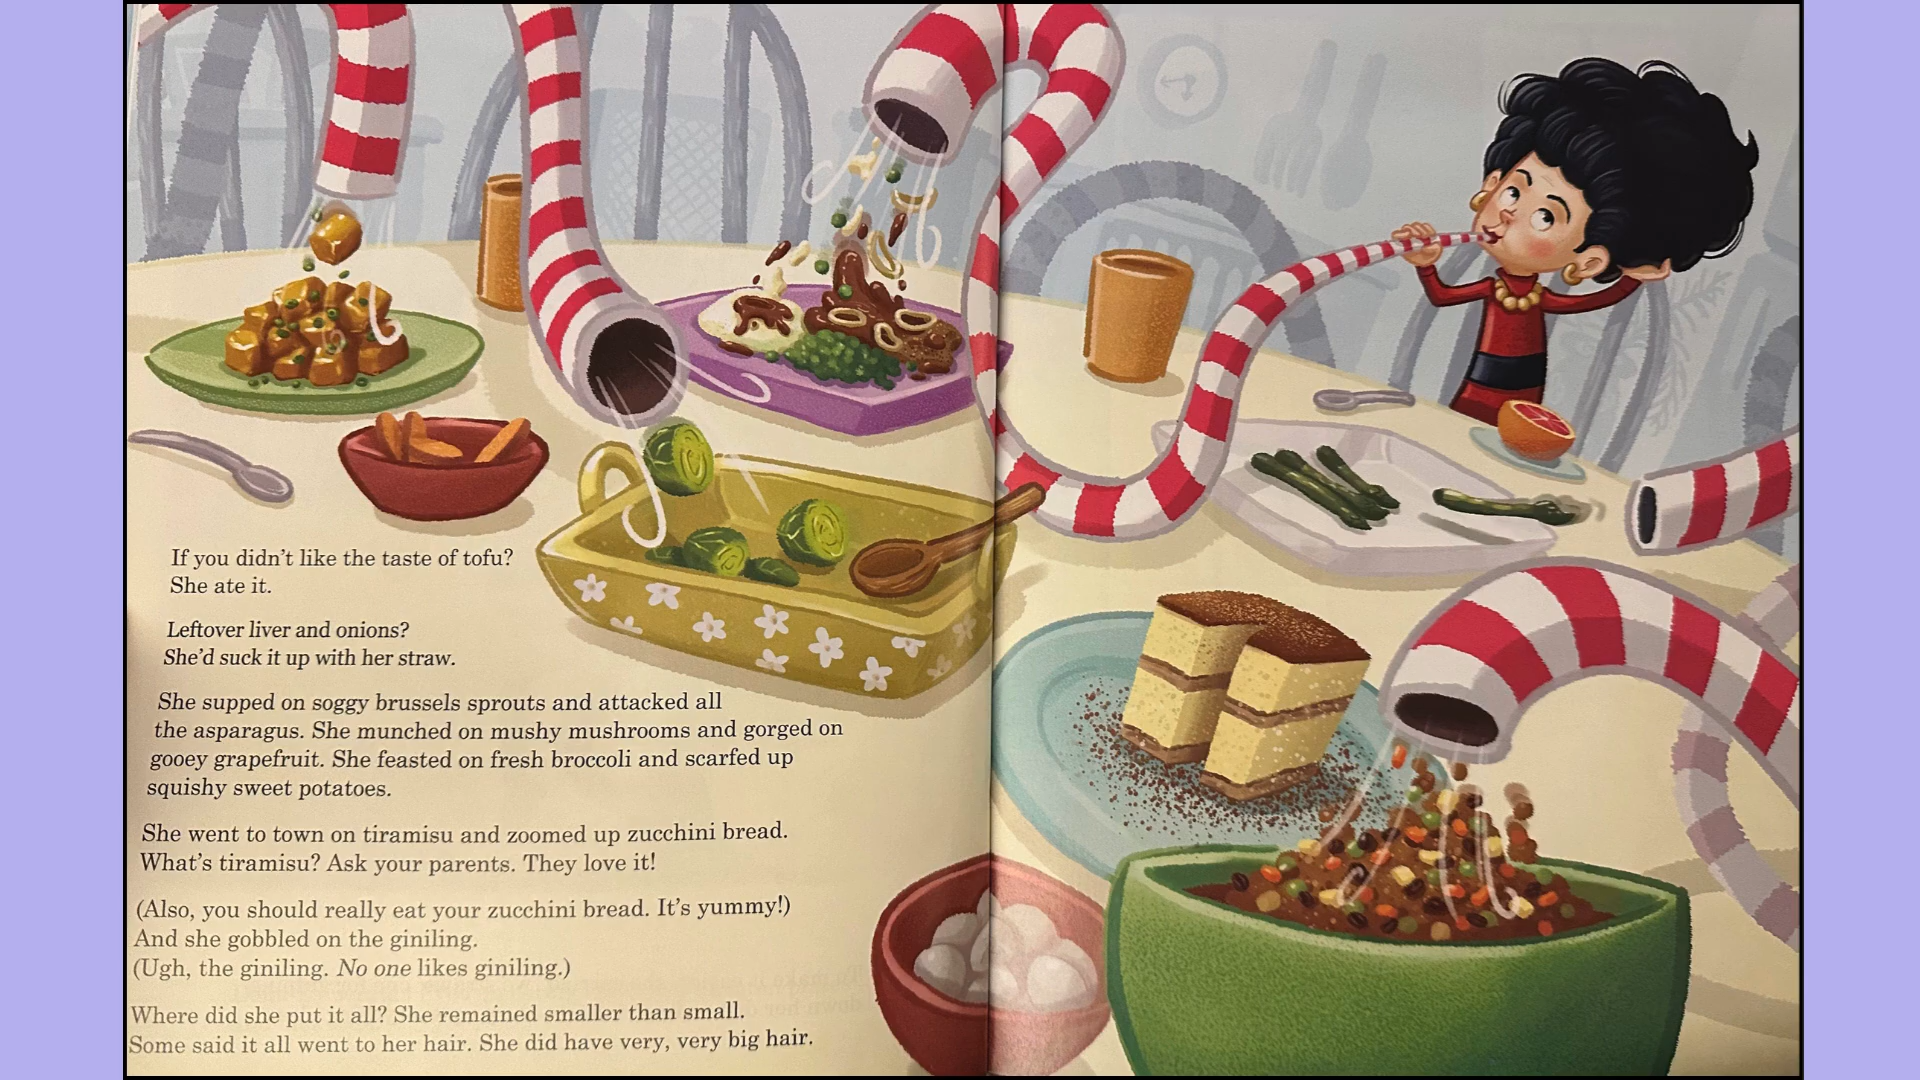 If you didn't like the taste of tofu?
She ate it.
Leftover liver and onions?
She'd suck it up with her straw.
She supped on soggy brussels sprouts and attacked all
the asparagus. She munched on mushy mushrooms and gorged on
gooey grapefruit. She feasted on fresh broccoli and scarfed up
squishy sweet potatoes.
She went to town on tiramisu and zoomed up zucchini bread.
What's tiramisu? Ask your parents. They love it!
(Also, you should really eat your zucchini bread. It's yummy!)
And she gobbled on the giniling.
(Ugh, the giniling. No one likes giniling.)
Where did she put it all? She remained smaller than small.
Some said it all went to her hair. She did have very, very big hair.